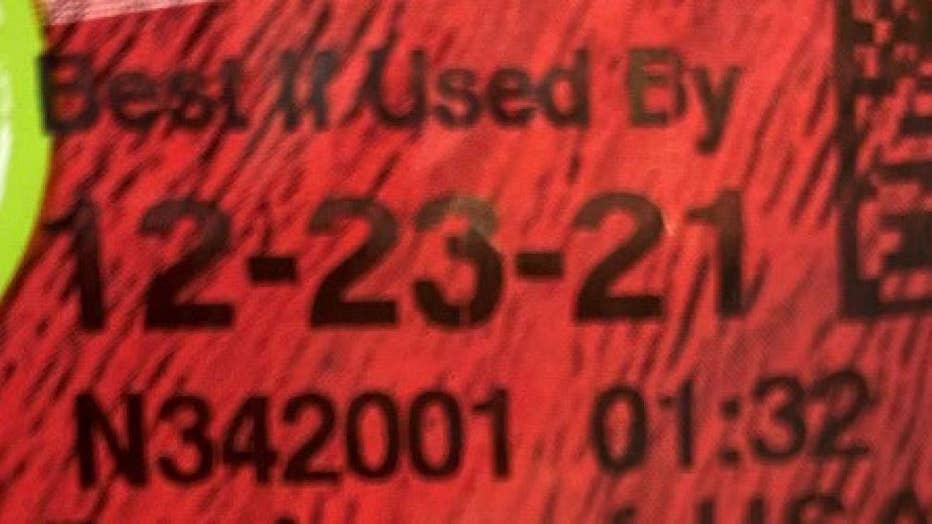 Best If Used By
12-23-21
N342001 01:32